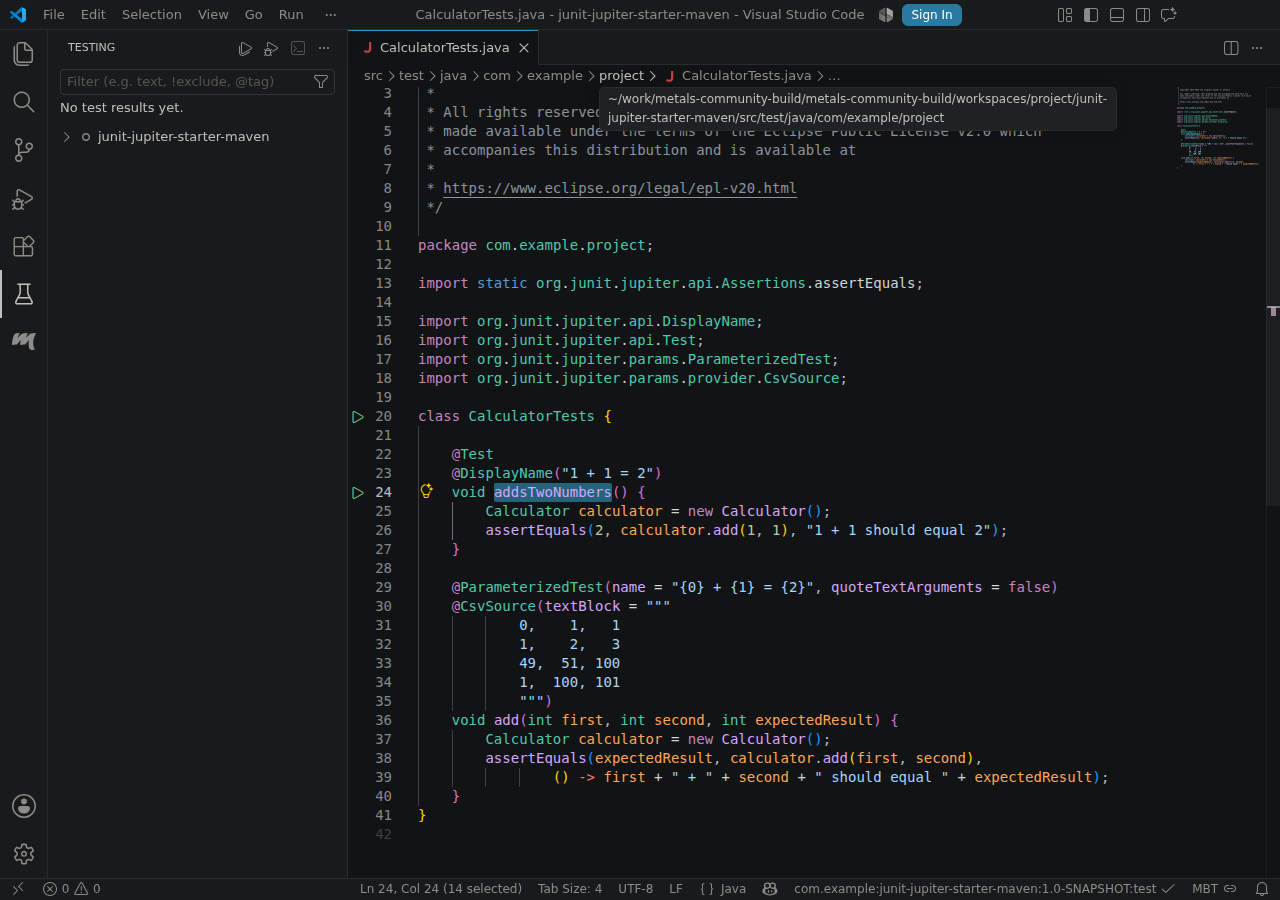 File Edit Selection View Go Run ··· CalculatorTests.java - junit-jupiter-starter-maven - Visual Studio Code Sign In
TESTING
Filter (e.g. text, !exclude, @tag)
No test results yet.
junit-jupiter-starter-maven
CalculatorTests.java
src > test > java > com > example > project > CalculatorTests.java > ...
~/work/metals-community-build/metals-community-build/workspaces/project/junit-
jupiter-starter-maven/src/test/java/com/example/project
3 *
4 * All rights reserved
5 * made available under the terms of the Eclipse Public License v2.0 which
6 * accompanies this distribution and is available at
7 *
8 * https://www.eclipse.org/legal/epl-v20.html
9 */
10
11 package com.example.project;
12
13 import static org.junit.jupiter.api.Assertions.assertEquals;
14
15 import org.junit.jupiter.api.DisplayName;
16 import org.junit.jupiter.api.Test;
17 import org.junit.jupiter.params.ParameterizedTest;
18 import org.junit.jupiter.params.provider.CsvSource;
19
20 class CalculatorTests {
21
22 @Test
23 @DisplayName("1 + 1 = 2")
24 void addsTwoNumbers() {
25 Calculator calculator = new Calculator();
26 assertEquals(2, calculator.add(1, 1), "1 + 1 should equal 2");
27 }
28
29 @ParameterizedTest(name = "{0} + {1} = {2}", quoteTextArguments = false)
30 @CsvSource(textBlock = """
31 0, 1, 1
32 1, 2, 3
33 49, 51, 100
34 1, 100, 101
35 """)
36 void add(int first, int second, int expectedResult) {
37 Calculator calculator = new Calculator();
38 assertEquals(expectedResult, calculator.add(first, second),
39 () -> first + " + " + second + " should equal " + expectedResult);
40 }
41 }
42
0 0 Ln 24, Col 24 (14 selected) Tab Size: 4 UTF-8 LF { } Java com.example:junit-jupiter-starter-maven:1.0-SNAPSHOT:test MBT